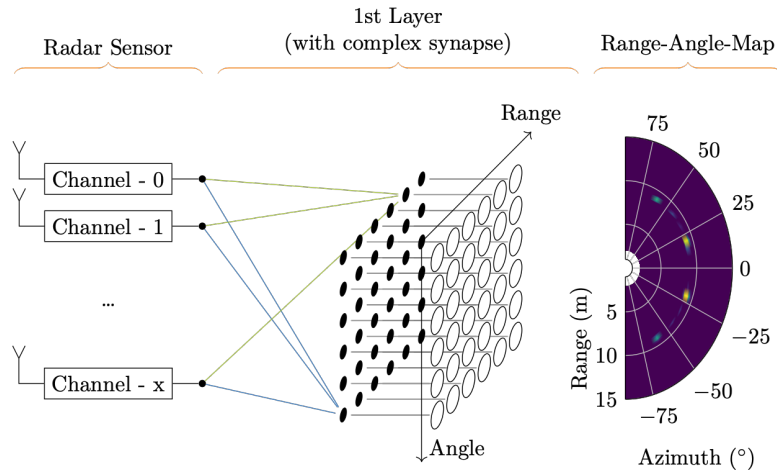 Radar Sensor
1st Layer
(with complex synapse)
Range-Angle-Map
Range
Channel - 0
Channel - 1
...
Channel - x
Angle
75
50
25
0
−25
−50
−75
5
10
15
Range (m)
Azimuth (°)